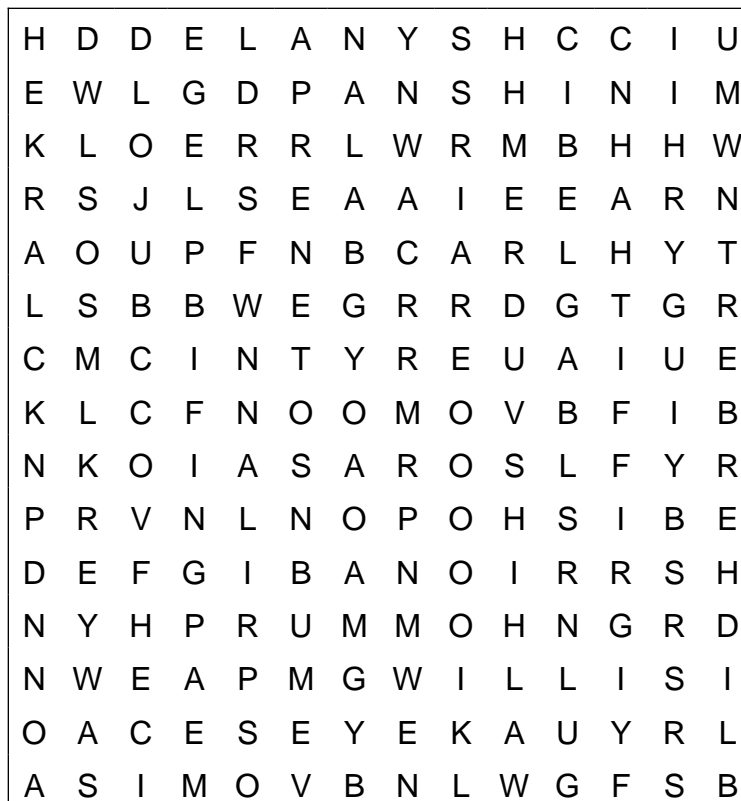 H D D E L A N Y S H C C I U
E W L G D P A N S H I N I M
K L O E R R L W R M B H H W
R S J L S E A A I E E A R N
A O U P F N B C A R L H Y T
L S B B W E G R R D G T G R
C M C I N T Y R E U A I U E
K L C F N O O M O V B F I B
N K O I A S A R O S L F Y R
P R V N L N O P O H S I B E
D E F G I B A N O I R R S H
N Y H P R U M M O H N G R D
N W E A P M G W I L L I S I
O A C E S E Y E K A U Y R L
A S I M O V B N L W G F S B